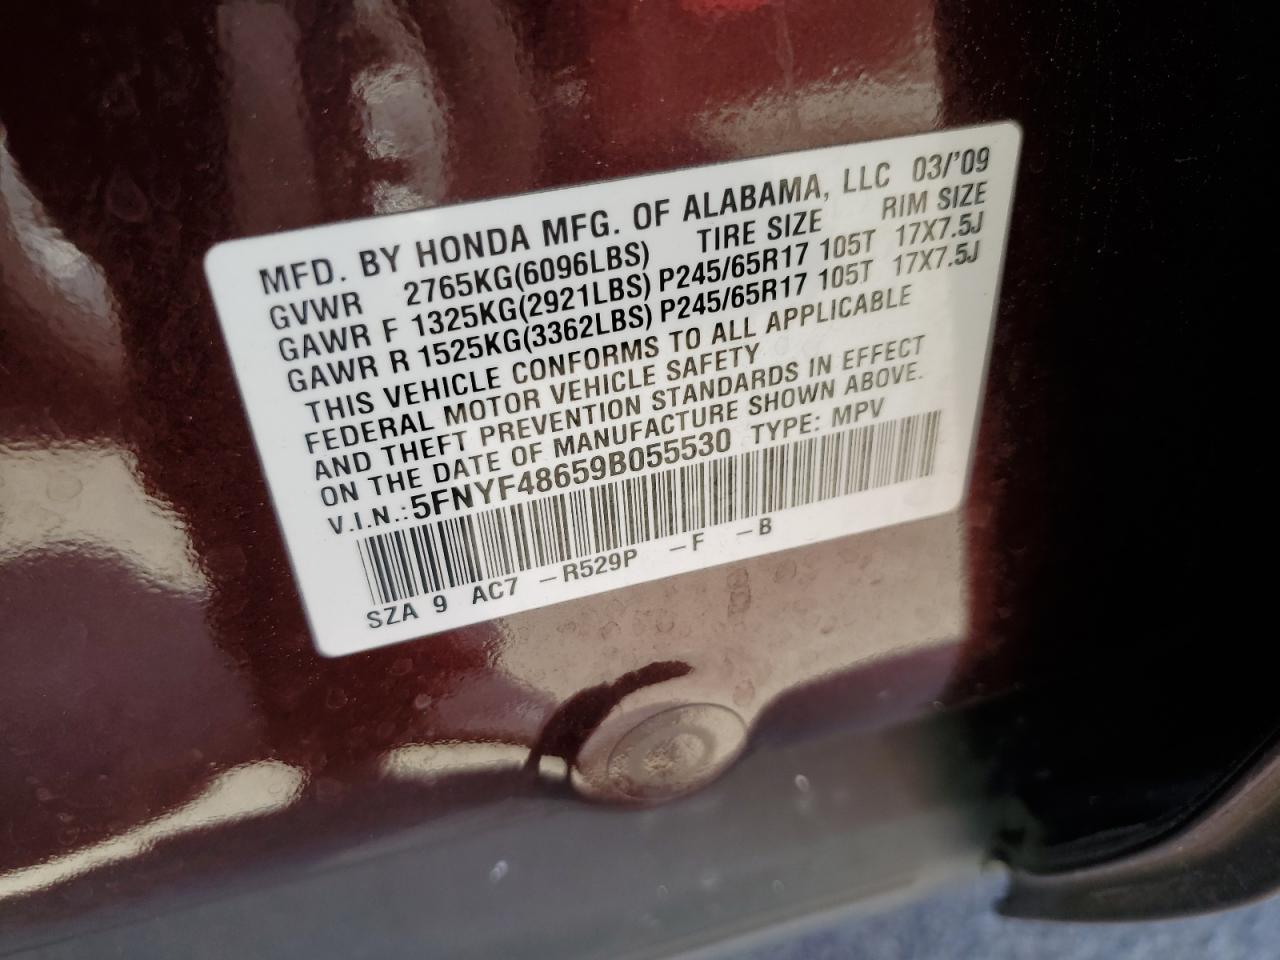 MFD. BY HONDA MFG. OF ALABAMA, LLC 03/'09
GVWR 2765KG(6096LBS) TIRE SIZE RIM SIZE
GAWR F 1325KG(2921LBS) P245/65R17 105T 17X7.5J
GAWR R 1525KG(3362LBS) P245/65R17 105T 17X7.5J
THIS VEHICLE CONFORMS TO ALL APPLICABLE
FEDERAL MOTOR VEHICLE SAFETY
AND THEFT PREVENTION STANDARDS IN EFFECT
ON THE DATE OF MANUFACTURE SHOWN ABOVE.
V.I.N.: 5FNYF48659B055530 TYPE: MPV
SZA 9 AC7 -R529P -F -B